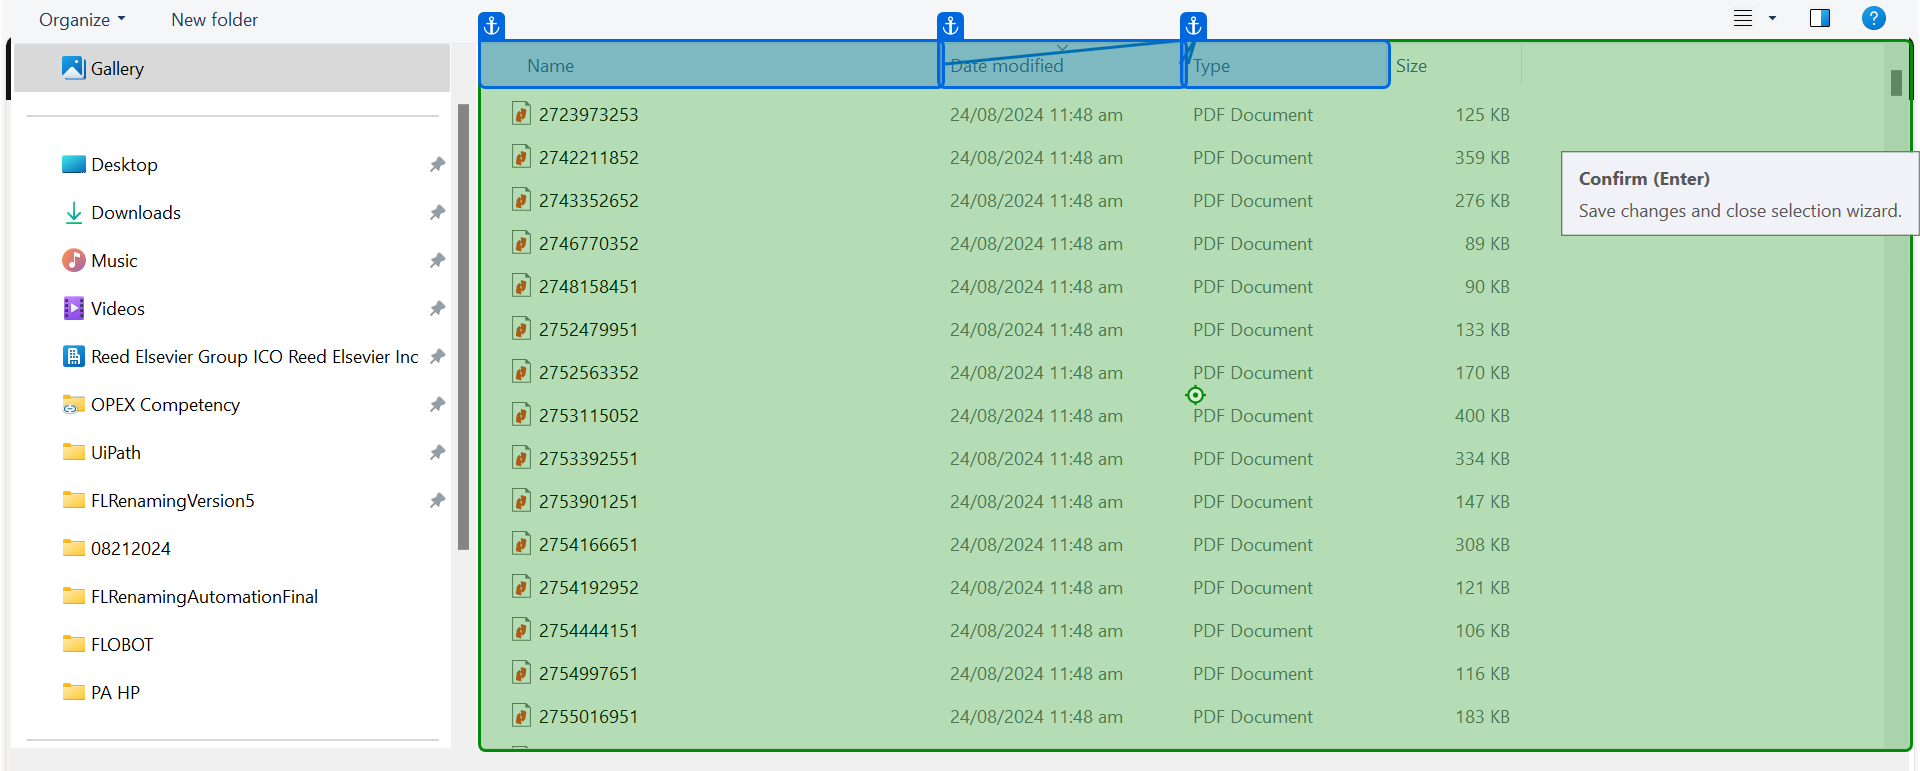 Organize New folder
Gallery
Desktop
Downloads
Music
Videos
Reed Elsevier Group ICO Reed Elsevier Inc
OPEX Competency
UiPath
FLRenamingVersion5
08212024
FLRenamingAutomationFinal
FLOBOT
PA HP
Name Date modified Type Size
2723973253 24/08/2024 11:48 am PDF Document 125 KB
2742211852 24/08/2024 11:48 am PDF Document 359 KB
2743352652 24/08/2024 11:48 am PDF Document 276 KB
2746770352 24/08/2024 11:48 am PDF Document 89 KB
2748158451 24/08/2024 11:48 am PDF Document 90 KB
2752479951 24/08/2024 11:48 am PDF Document 133 KB
2752563352 24/08/2024 11:48 am PDF Document 170 KB
2753115052 24/08/2024 11:48 am PDF Document 400 KB
2753392551 24/08/2024 11:48 am PDF Document 334 KB
2753901251 24/08/2024 11:48 am PDF Document 147 KB
2754166651 24/08/2024 11:48 am PDF Document 308 KB
2754192952 24/08/2024 11:48 am PDF Document 121 KB
2754444151 24/08/2024 11:48 am PDF Document 106 KB
2754997651 24/08/2024 11:48 am PDF Document 116 KB
2755016951 24/08/2024 11:48 am PDF Document 183 KB
Confirm (Enter)
Save changes and close selection wizard.